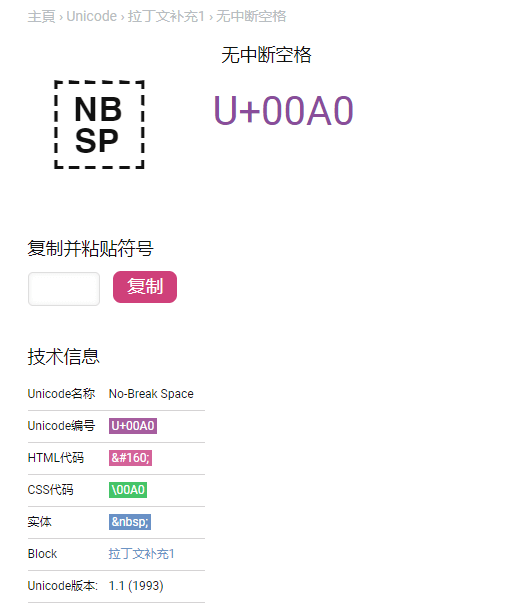 主頁 › Unicode › 拉丁文补充1 › 无中断空格
无中断空格
NB
SP
U+00A0
复制并粘贴符号
复制
技术信息
Unicode名称 No-Break Space
Unicode编号 U+00A0
HTML代码 &#160;
CSS代码 \00A0
实体 &nbsp;
Block 拉丁文补充1
Unicode版本: 1.1 (1993)